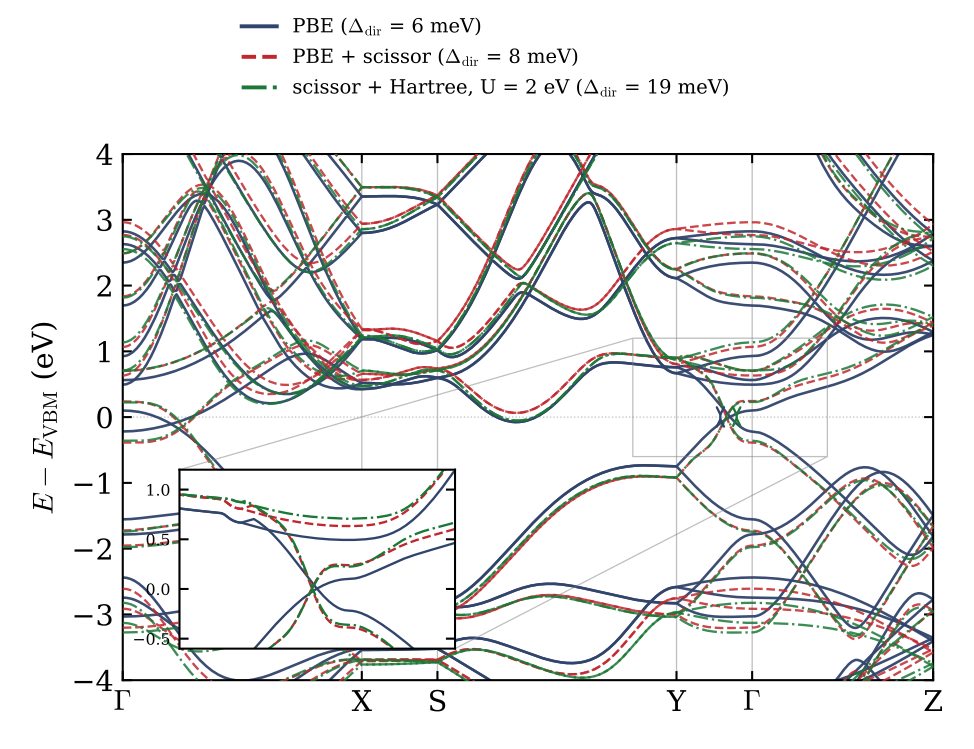 PBE (Δdir = 6 meV)
PBE + scissor (Δdir = 8 meV)
scissor + Hartree, U = 2 eV (Δdir = 19 meV)
E − EVBM (eV)
4
3
2
1
0
−1
−2
−3
−4
1.0
0.5
0.0
−0.5
Γ X S Y Γ Z